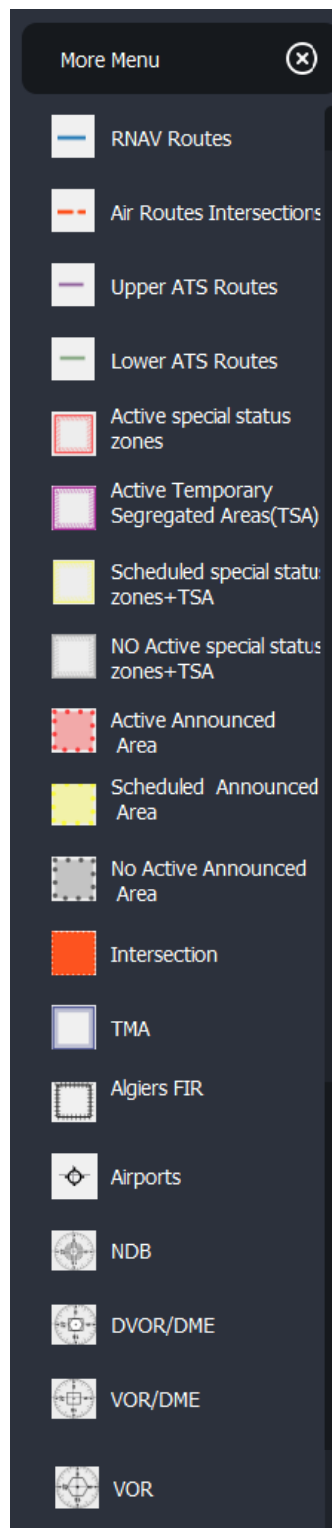 More Menu
RNAV Routes
Air Routes Intersections
Upper ATS Routes
Lower ATS Routes
Active special status
zones
Active Temporary
Segregated Areas(TSA)
Scheduled special statu
zones+TSA
NO Active special status
zones+TSA
Active Announced
Area
Scheduled Announced
Area
No Active Announced
Area
Intersection
TMA
Algiers FIR
Airports
NDB
DVOR/DME
VOR/DME
VOR